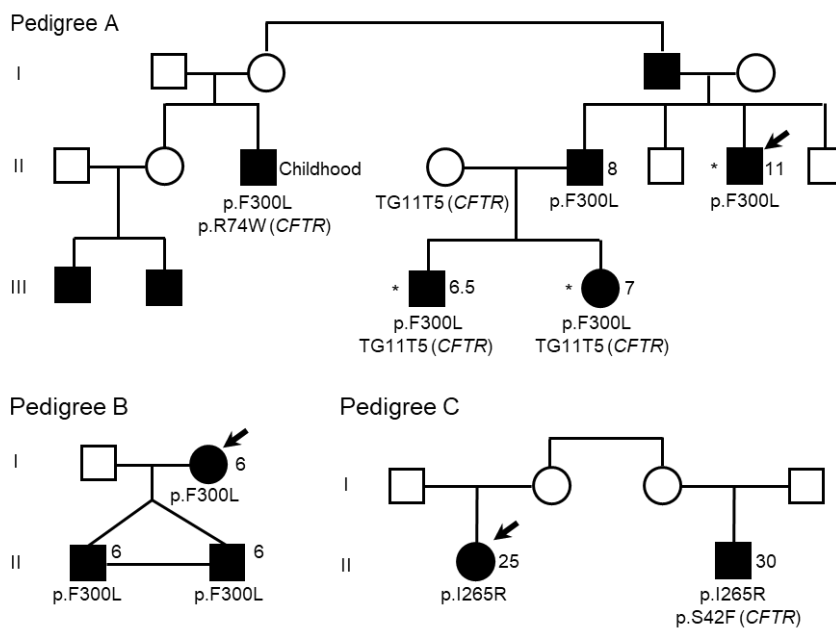 Pedigree A
I
II
Childhood
p.F300L
p.R74W (CFTR)
TG11T5 (CFTR)
8
p.F300L
* 11
p.F300L
III
* 6.5
p.F300L
TG11T5 (CFTR)
* 7
p.F300L
TG11T5 (CFTR)
Pedigree B
I
6
p.F300L
II
6
p.F300L
6
p.F300L
Pedigree C
I
II
25
p.I265R
30
p.I265R
p.S42F (CFTR)